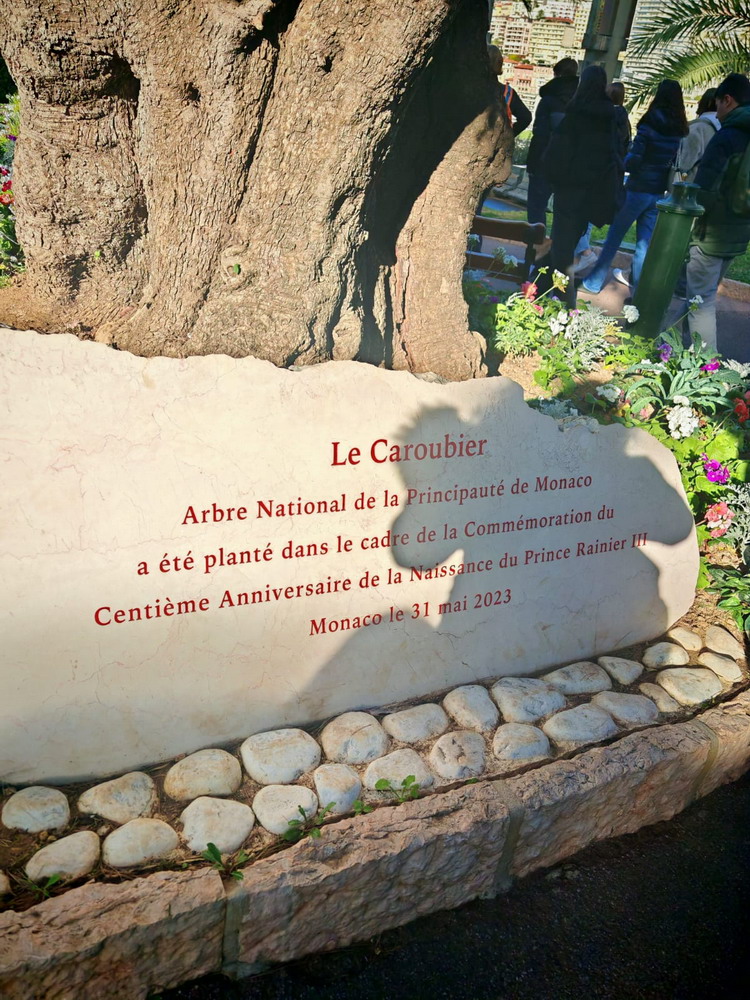 Le Caroubier
Arbre National de la Principauté de Monaco
a été planté dans le cadre de la Commémoration du
Centième Anniversaire de la Naissance du Prince Rainier III
Monaco le 31 mai 2023